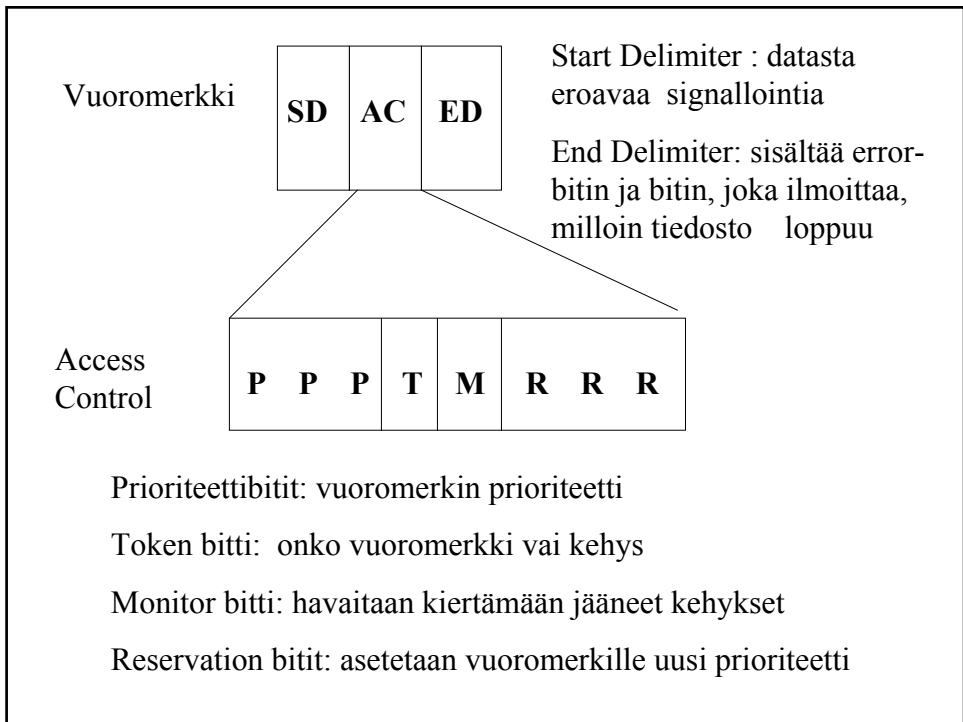 Vuoromerkki
SD AC ED
Start Delimiter : datasta
eroavaa signallointia
End Delimiter: sisältää error-
bitin ja bitin, joka ilmoittaa,
milloin tiedosto loppuu
Access
Control
P P P T M R R R
Prioriteettibitit: vuoromerkin prioriteetti
Token bitti: onko vuoromerkki vai kehys
Monitor bitti: havaitaan kiertämään jääneet kehykset
Reservation bitit: asetetaan vuoromerkille uusi prioriteetti